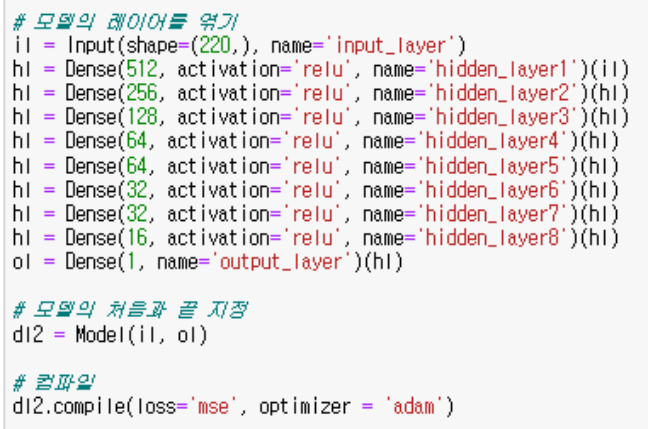 # 모델의 레이어를 엮기
il = Input(shape=(220,), name='input_layer')
hl = Dense(512, activation='relu', name='hidden_layer1')(il)
hl = Dense(256, activation='relu', name='hidden_layer2')(hl)
hl = Dense(128, activation='relu', name='hidden_layer3')(hl)
hl = Dense(64, activation='relu', name='hidden_layer4')(hl)
hl = Dense(64, activation='relu', name='hidden_layer5')(hl)
hl = Dense(32, activation='relu', name='hidden_layer6')(hl)
hl = Dense(32, activation='relu', name='hidden_layer7')(hl)
hl = Dense(16, activation='relu', name='hidden_layer8')(hl)
ol = Dense(1, name='output_layer')(hl)
# 모델의 처음과 끝 지정
dl2 = Model(il, ol)
# 컴파일
dl2.compile(loss='mse', optimizer = 'adam')